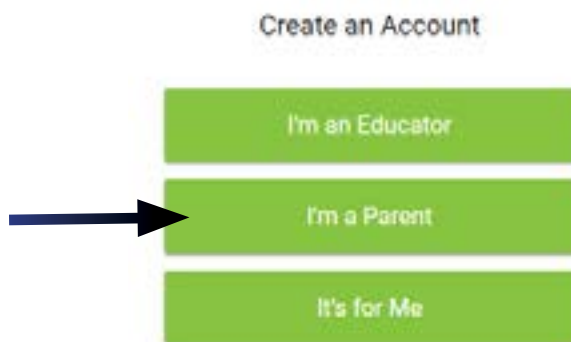 Create an Account
I'm an Educator
I'm a Parent
It's for Me